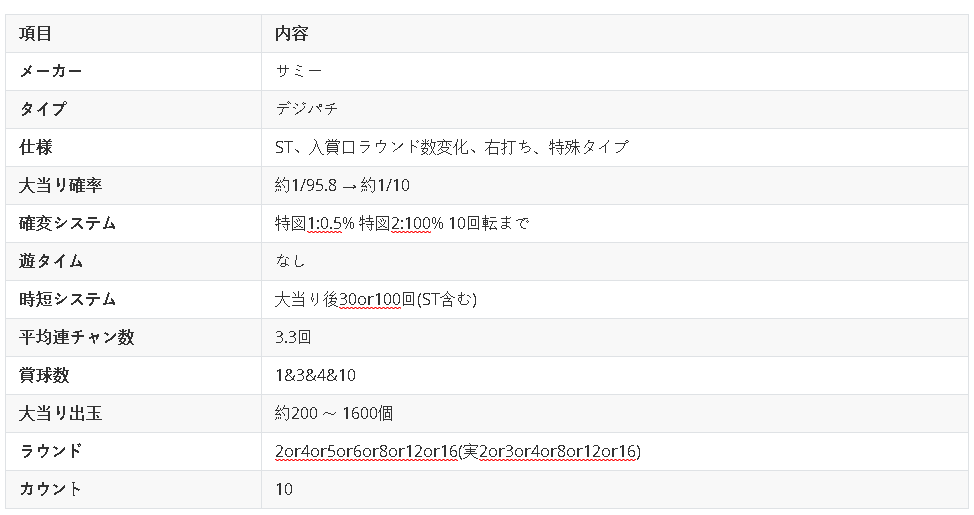 項目 内容
メーカー サミー
タイプ デジパチ
仕様 ST、入賞口ラウンド数変化、右打ち、特殊タイプ
大当り確率 約1/95.8 → 約1/10
確変システム 特図1:0.5% 特図2:100% 10回転まで
遊タイム なし
時短システム 大当り後30or100回(ST含む)
平均連チャン数 3.3回
賞球数 1&3&4&10
大当り出玉 約200 ～ 1600個
ラウンド 2or4or5or6or8or12or16(実2or3or4or8or12or16)
カウント 10